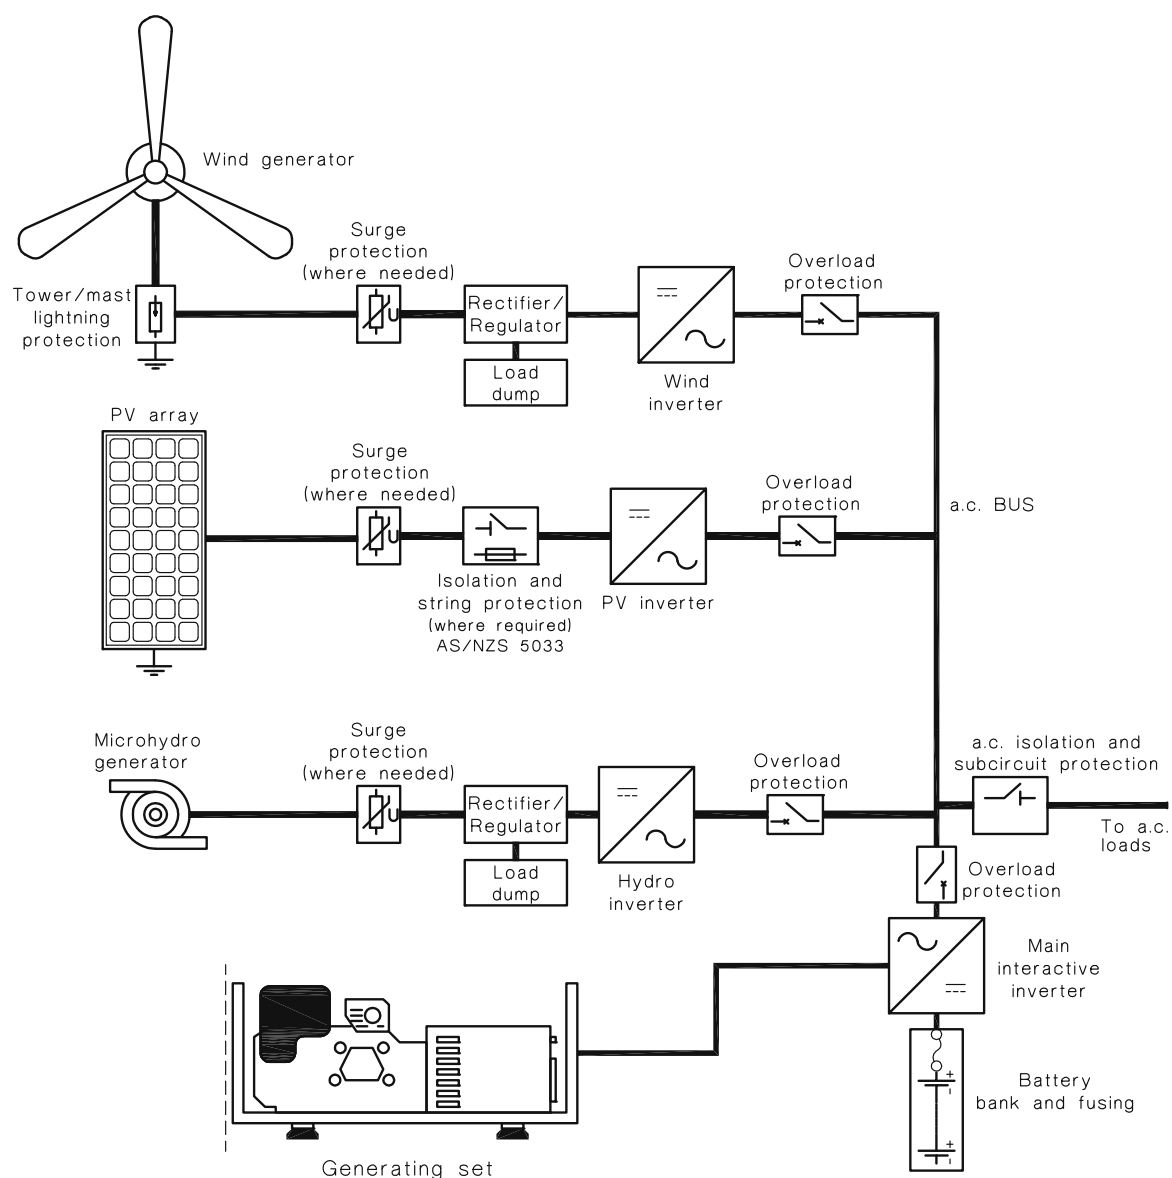 Wind generator
Surge
protection
(where needed)
Overload
protection
Tower/mast
lightning
protection
U
Rectifier/
Regulator
Load
dump
Wind
inverter
PV array
Surge
protection
(where needed)
Overload
protection
a.c. BUS
U
Isolation and
string protection
(where required)
AS/NZS 5033
PV inverter
Microhydro
generator
Surge
protection
(where needed)
Overload
protection
a.c. isolation and
subcircuit protection
U
Rectifier/
Regulator
To a.c.
loads
Load
dump
Hydro
inverter
Overload
protection
Main
interactive
inverter
Battery
bank and fusing
+
-
+
-
Generating set